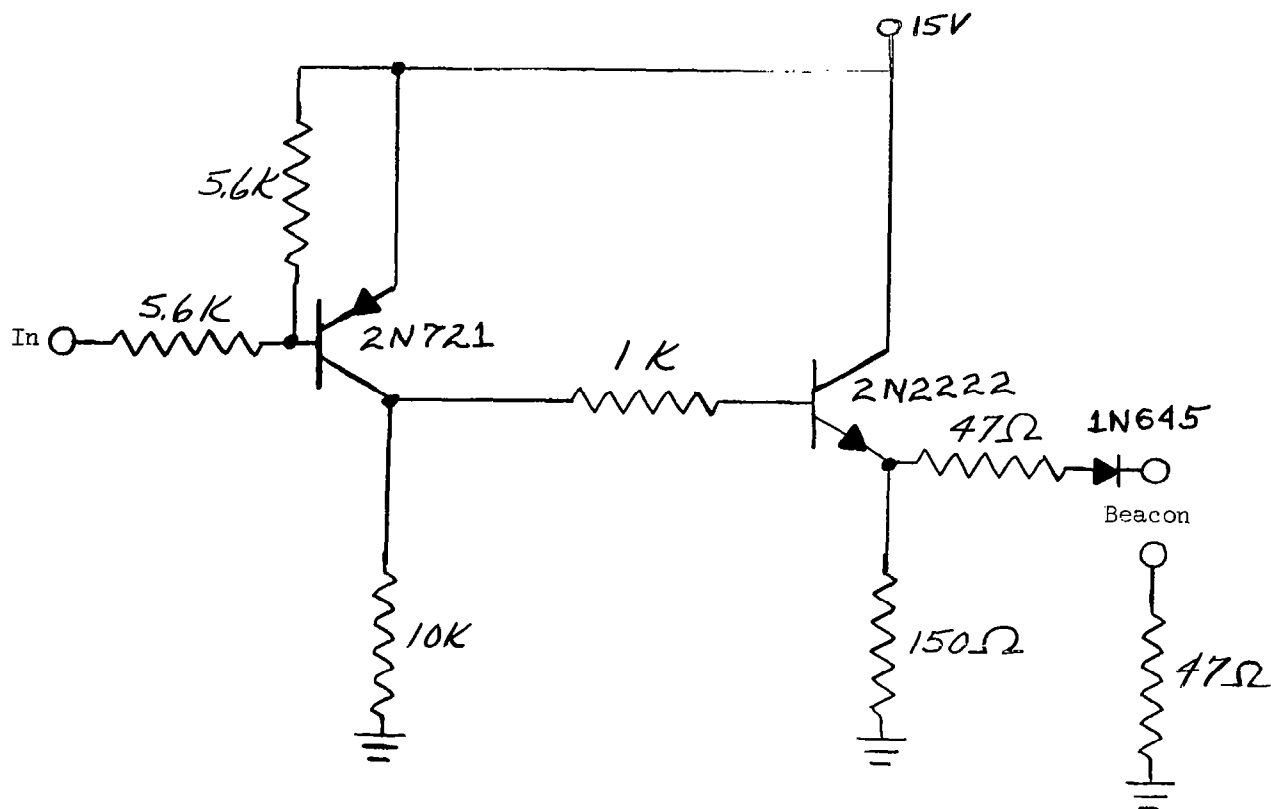 15V
5.6K
5.6K
In
2N721
1K
2N2222
47Ω
1N645
Beacon
10K
150Ω
47Ω